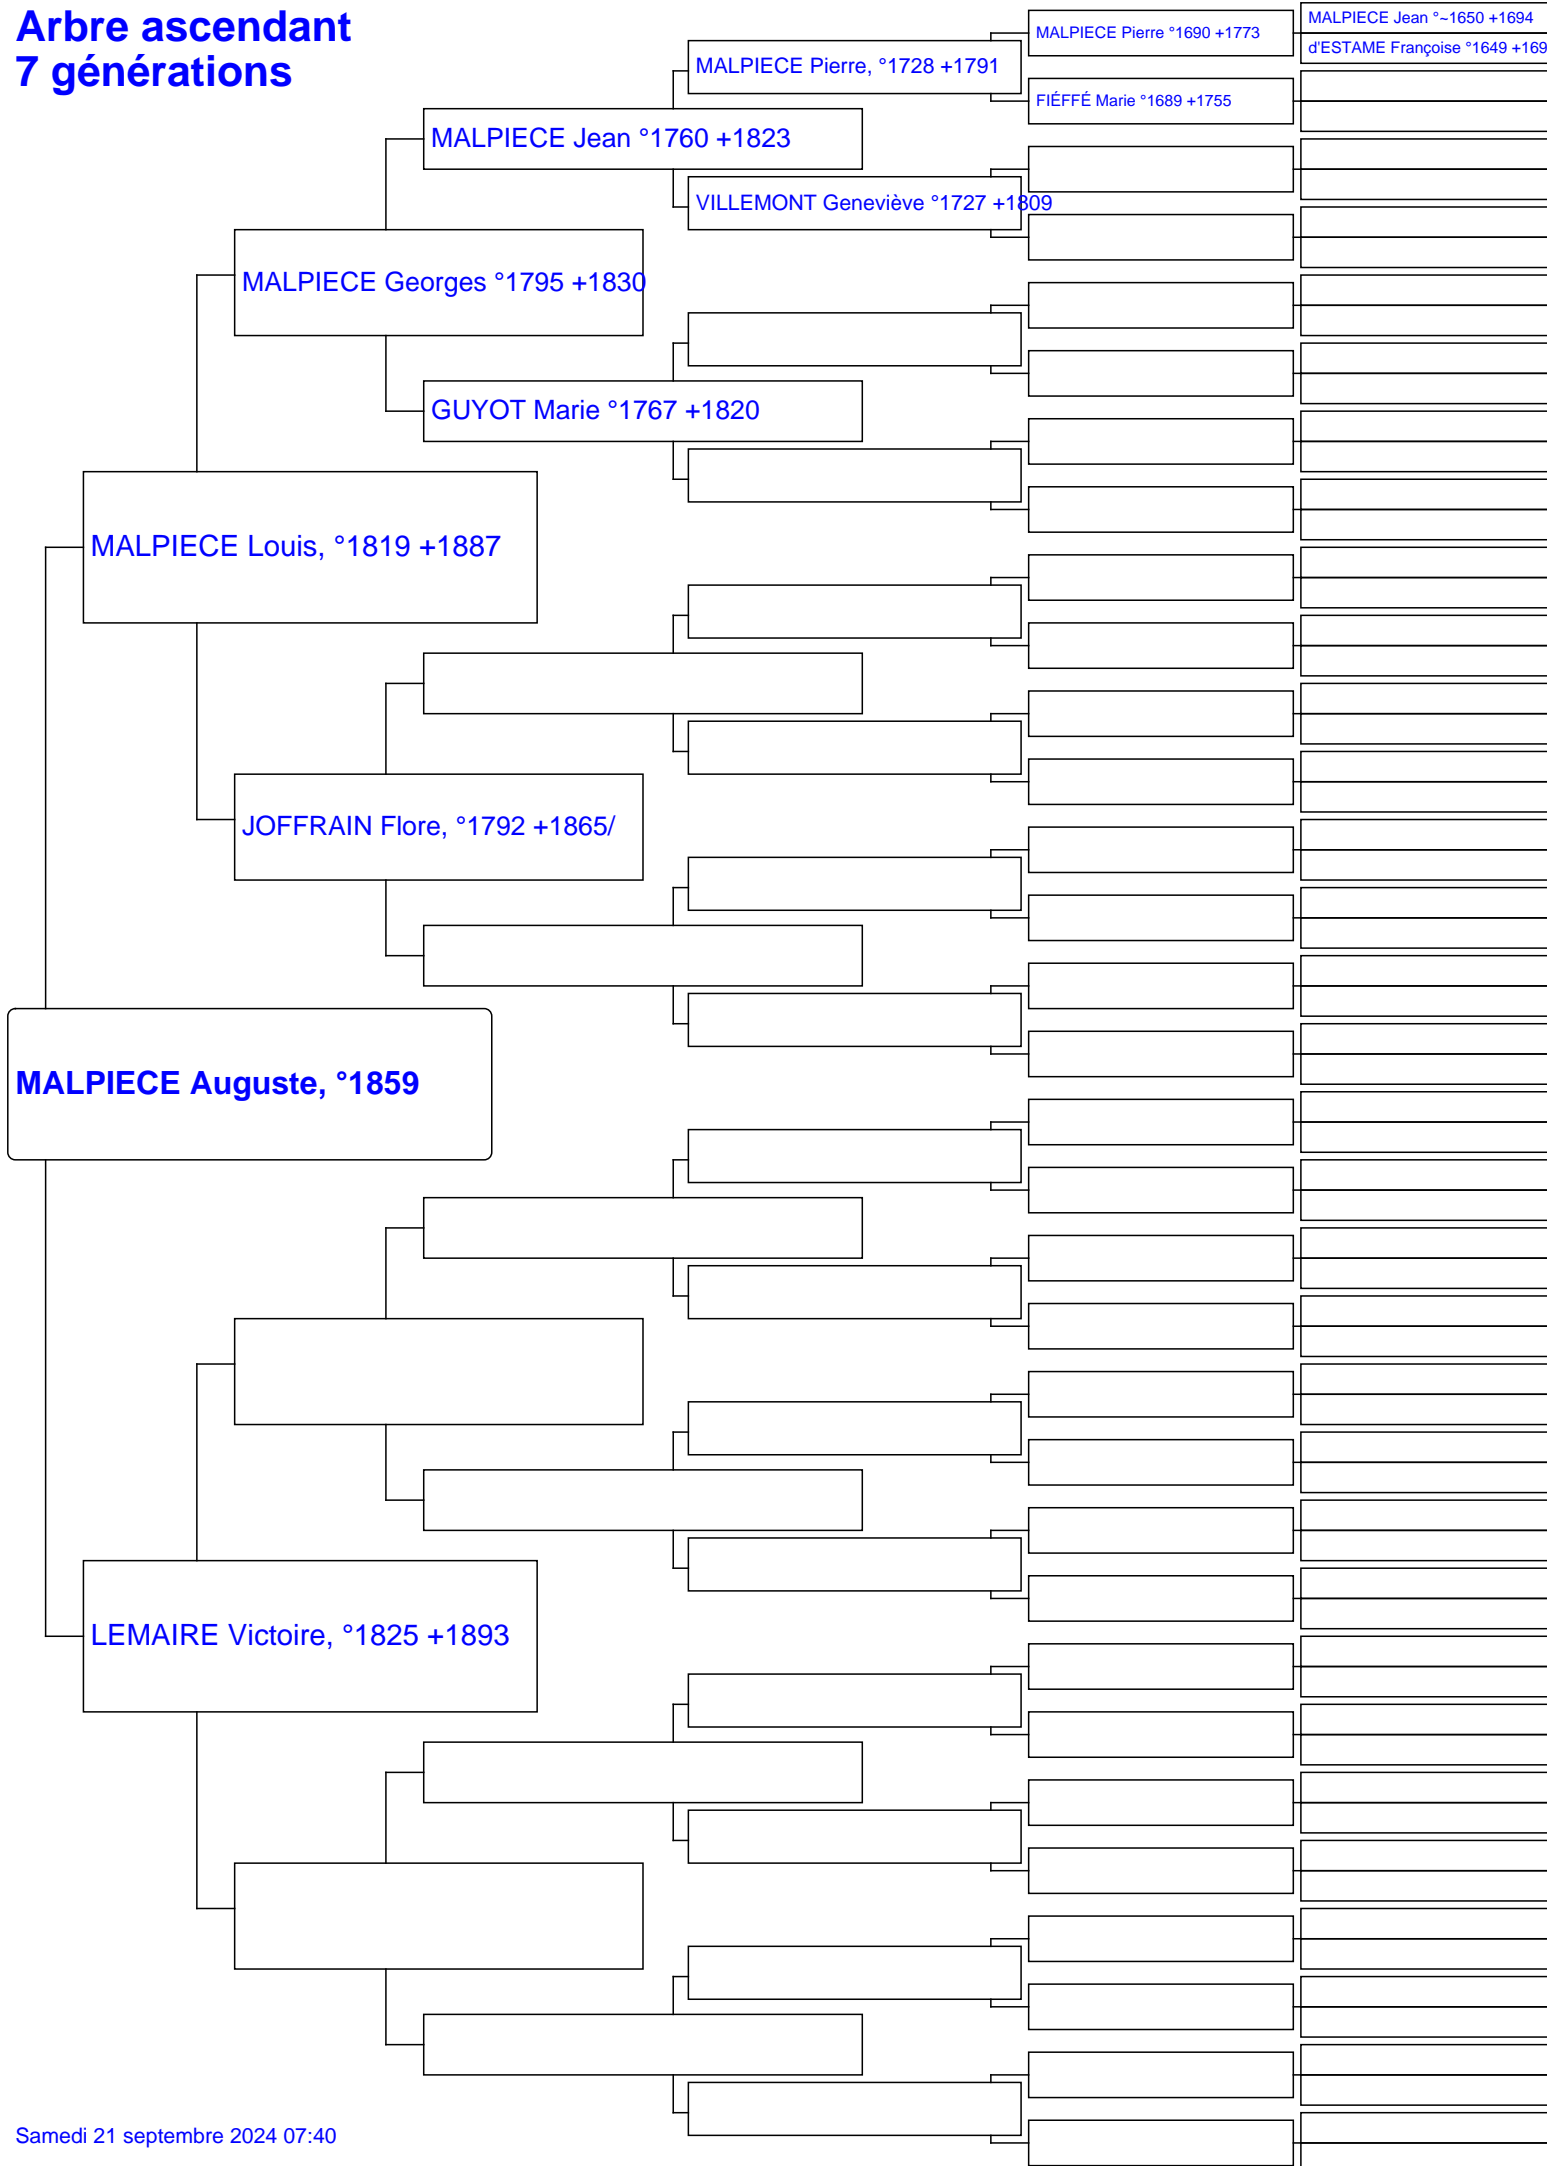 Arbre ascendant
7 générations
MALPIECE Jean °~1650 +1694
MALPIECE Pierre °1690 +1773
d'ESTAME Françoise °1649 +169
MALPIECE Pierre, °1728 +1791
FIÉFFÉ Marie °1689 +1755
MALPIECE Jean °1760 +1823
VILLEMONT Geneviève °1727 +1809
MALPIECE Georges °1795 +1830
GUYOT Marie °1767 +1820
MALPIECE Louis, °1819 +1887
JOFFRAIN Flore, °1792 +1865/
MALPIECE Auguste, °1859
LEMAIRE Victoire, °1825 +1893
Samedi 21 septembre 2024 07:40